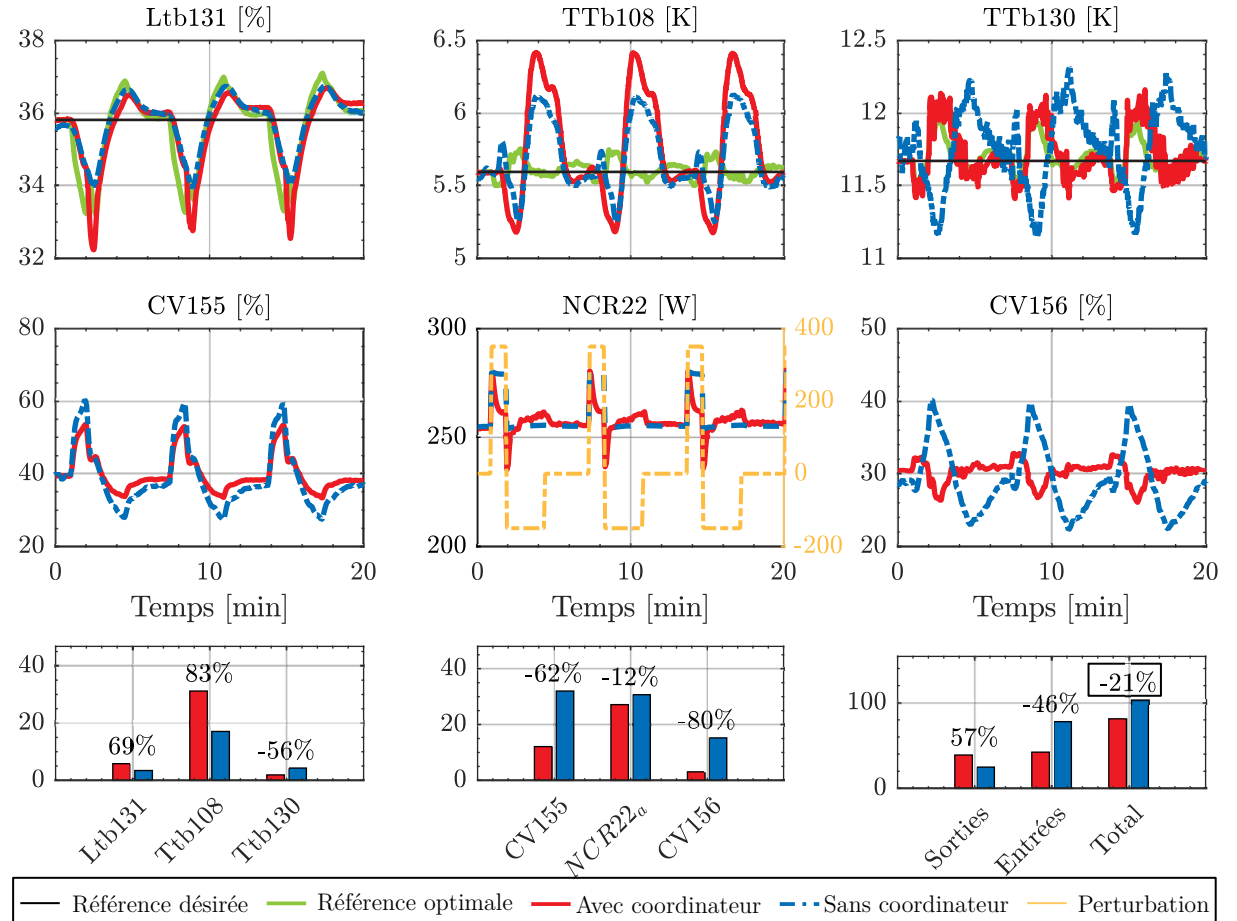 Ltb131 [%] TTb108 [K] TTb130 [K]
38 6.5 12.5
36 6 12
34 5.5 11.5
32 5 11
CV155 [%] NCR22 [W] CV156 [%]
80 300 400 50
60 250 200 40
40 200 0 30
20 -200 20
0 10 20 0 10 20 0 10 20
Temps [min] Temps [min] Temps [min]
40 83% 40 -62% -12% -21%
20 69% -56% 20 -80% 100 57% -46%
0 0 0
Ltb131 Ttb108 Ttb130 CV155 NCR22a CV156 Sorties Entrées Total
Référence désirée Référence optimale Avec coordinateur Sans coordinateur Perturbation